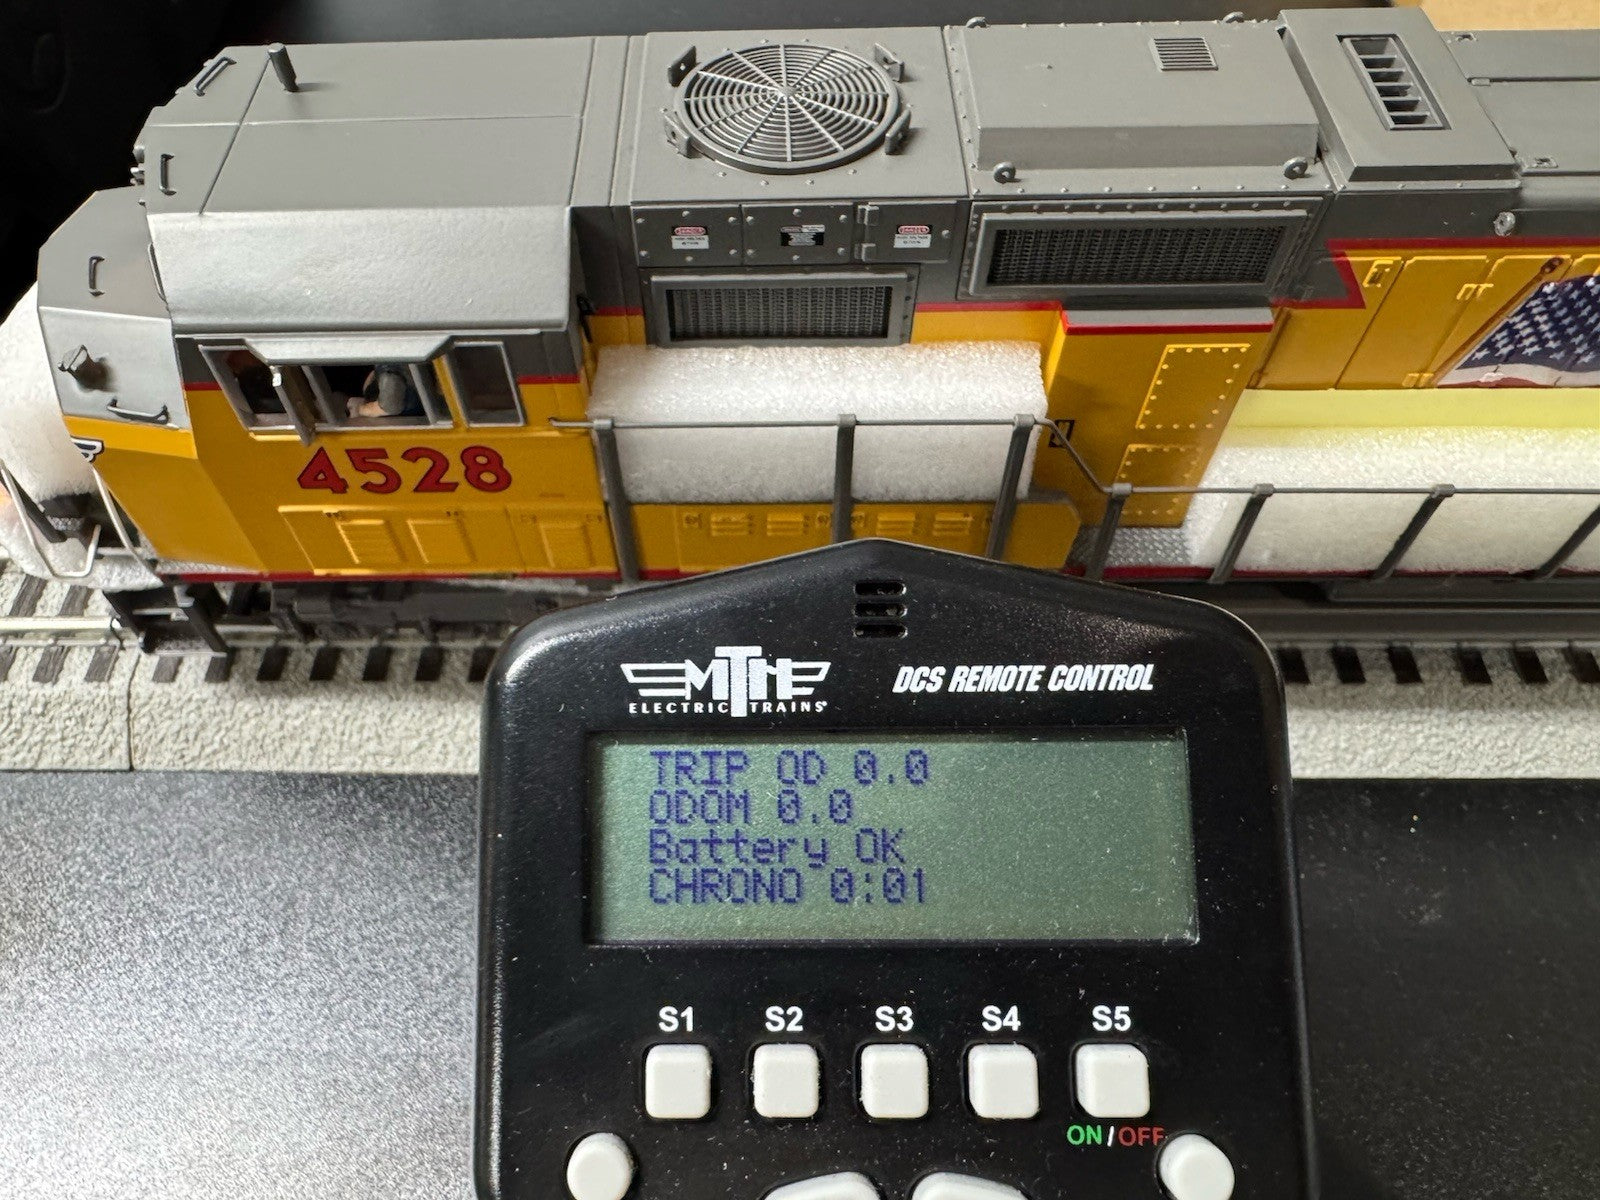 4528
MTH
ELECTRIC TRAINS
DCS REMOTE CONTROL
TRIP OD 0.0
ODOM 0.0
Battery OK
CHRONO 0:01
S1 S2 S3 S4 S5
ON/OFF